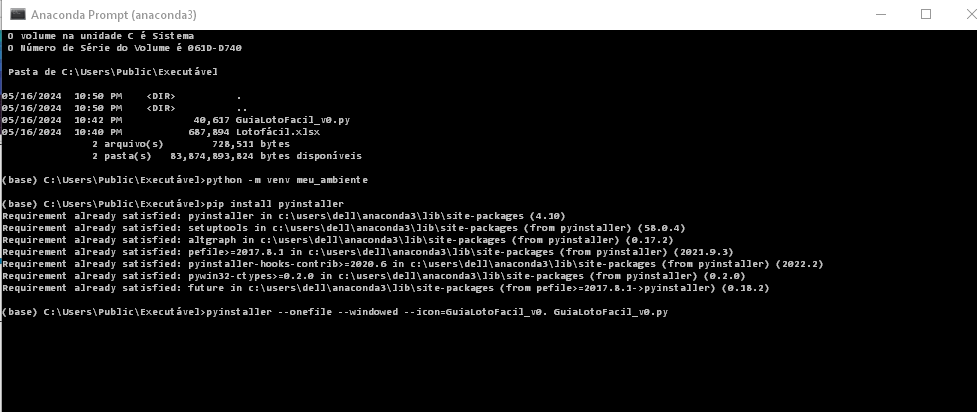 Anaconda Prompt (anaconda3)
O volume na unidade C é Sistema
O Número de Série do Volume é 061D-D740
Pasta de C:\Users\Public\Executável
05/16/2024  10:50 PM    <DIR>          .
05/16/2024  10:50 PM    <DIR>          ..
05/16/2024  10:42 PM            40,617 GuiaLotoFacil_v0.py
05/16/2024  10:40 PM           687,894 Lotofácil.xlsx
2 arquivo(s)        728,511 bytes
2 pasta(s)   83,874,893,824 bytes disponíveis
(base) C:\Users\Public\Executável>python -m venv meu_ambiente
(base) C:\Users\Public\Executável>pip install pyinstaller
Requirement already satisfied: pyinstaller in c:\users\dell\anaconda3\lib\site-packages (4.10)
Requirement already satisfied: setuptools in c:\users\dell\anaconda3\lib\site-packages (from pyinstaller) (58.0.4)
Requirement already satisfied: altgraph in c:\users\dell\anaconda3\lib\site-packages (from pyinstaller) (0.17.2)
Requirement already satisfied: pefile>=2017.8.1 in c:\users\dell\anaconda3\lib\site-packages (from pyinstaller) (2021.9.3)
Requirement already satisfied: pyinstaller-hooks-contrib>=2020.6 in c:\users\dell\anaconda3\lib\site-packages (from pyinstaller) (2022.2)
Requirement already satisfied: pywin32-ctypes>=0.2.0 in c:\users\dell\anaconda3\lib\site-packages (from pyinstaller) (0.2.0)
Requirement already satisfied: future in c:\users\dell\anaconda3\lib\site-packages (from pefile>=2017.8.1->pyinstaller) (0.18.2)
(base) C:\Users\Public\Executável>pyinstaller --onefile --windowed --icon=GuiaLotoFacil_v0. GuiaLotoFacil_v0.py